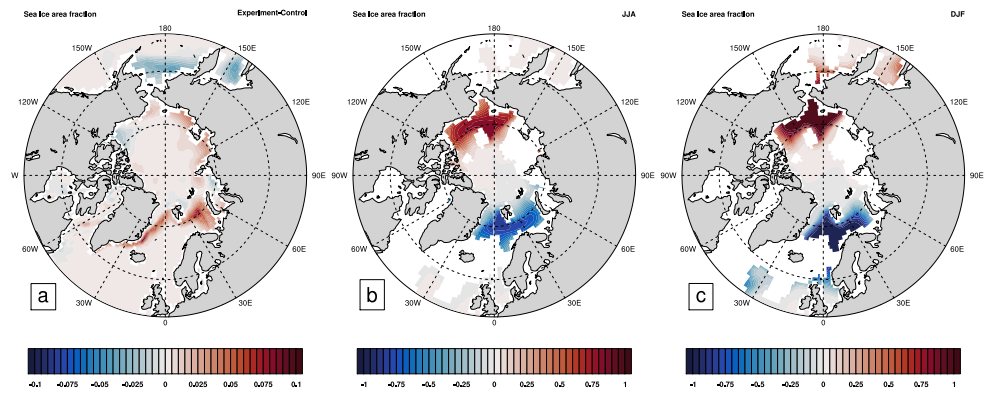 Sea Ice area fraction Experiment-Control
180
150W 150E
120W 120E
W 90E
60W 60E
30W 30E
0
a
-0.1 -0.075 -0.05 -0.025 0 0.025 0.05 0.075 0.1
Sea Ice area fraction JJA
180
150W 150E
120W 120E
90W 90E
60W 60E
30W 30E
0
b
-1 -0.75 -0.5 -0.25 0 0.25 0.5 0.75 1
Sea Ice area fraction DJF
180
150W 150E
120W 120E
90W 90E
60W 60E
30W 30E
0
c
-1 -0.75 -0.5 -0.25 0 0.25 0.5 0.75 1